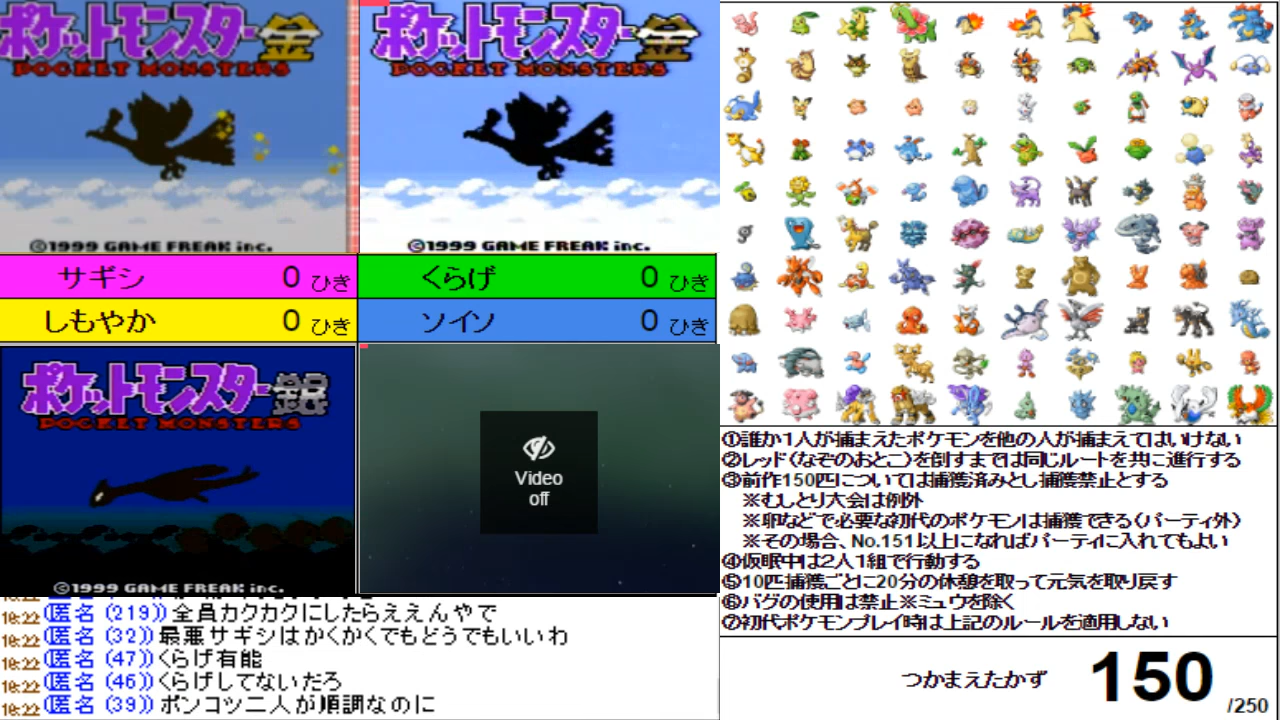 ポケットモンスター金
POCKET MONSTERS
©1999 GAME FREAK inc.
ポケットモンスター金
POCKET MONSTERS
©1999 GAME FREAK inc.
サギシ 0 ひき
くらげ 0 ひき
しもやか 0 ひき
ソイソ 0 ひき
ポケットモンスター銀
POCKET MONSTERS
©1999 GAME FREAK inc.
Video
off
18:22 (匿名 (219)) 全員カクカクにしたらええんやで
18:22 (匿名 (32)) 最悪サギシはかくかくでもどうでもいいわ
18:22 (匿名 (47)) くらげ有能
18:22 (匿名 (46)) くらげしてないだろ
18:22 (匿名 (39)) ポンコツ二人が順調なのに
①誰か1人が捕まえたポケモンを他の人が捕まえてはいけない
②レッド(なぞのおとこ)を倒すまでは同じルートを共に進行する
③前作150匹については捕獲済みとし捕獲禁止とする
※むしとり大会は例外
※卵などで必要な初代のポケモンは捕獲できる(パーティ外)
※その場合、No.151以上になればパーティに入れてもよい
④仮眠中は2人1組で行動する
⑤10匹捕獲ごとに20分の休憩を取って元気を取り戻す
⑥バグの使用は禁止※ミュウを除く
⑦初代ポケモンプレイ時は上記のルールを適用しない
つかまえたかず 150 /250